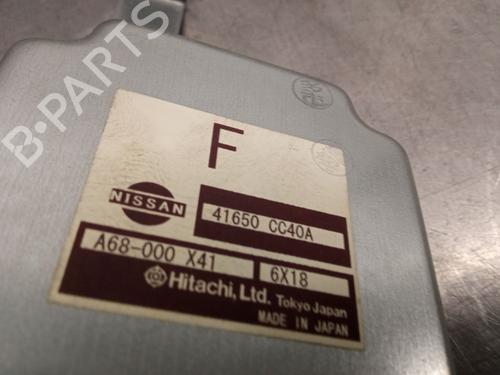 B-PARTS
F
NISSAN
41650 CC40A
A68-000 X41 6X18
Hitachi, Ltd. Tokyo Japan
MADE IN JAPAN